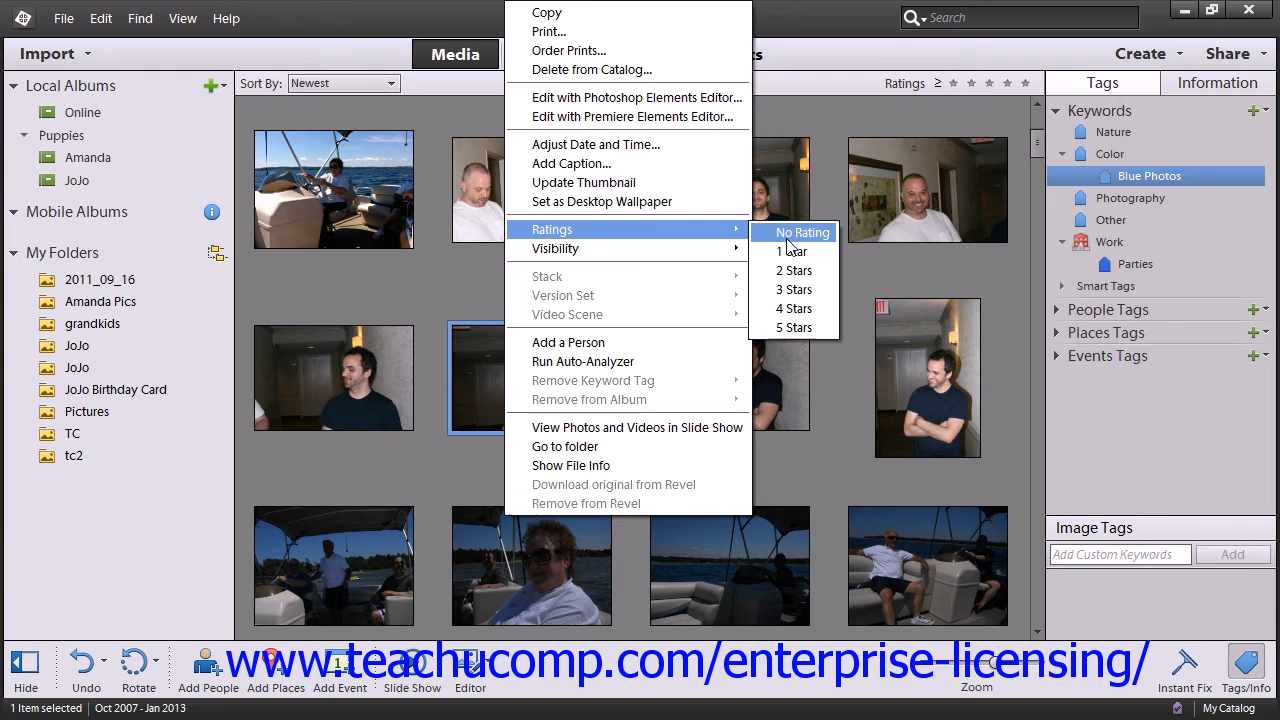 File Edit Find View Help
Search
Import
Media
ts
Create
Share
Local Albums
Online
Puppies
Amanda
JoJo
Mobile Albums
My Folders
2011_09_16
Amanda Pics
grandkids
JoJo
JoJo
JoJo Birthday Card
Pictures
TC
tc2
Sort By: Newest
Ratings ≥
Copy
Print...
Order Prints...
Delete from Catalog...
Edit with Photoshop Elements Editor...
Edit with Premiere Elements Editor...
Adjust Date and Time...
Add Caption...
Update Thumbnail
Set as Desktop Wallpaper
Ratings
Visibility
Stack
Version Set
Video Scene
Add a Person
Run Auto-Analyzer
Remove Keyword Tag
Remove from Album
View Photos and Videos in Slide Show
Go to folder
Show File Info
Download original from Revel
Remove from Revel
No Rating
1 Star
2 Stars
3 Stars
4 Stars
5 Stars
Tags Information
Keywords
Nature
Color
Blue Photos
Photography
Other
Work
Parties
Smart Tags
People Tags
Places Tags
Events Tags
Image Tags
Add Custom Keywords Add
www.teachucomp.com/enterprise-licensing/
Hide Undo Rotate Add People Add Places Add Event Slide Show Editor Zoom Instant Fix Tags/Info
1 Item selected Oct 2007 - Jan 2013 My Catalog